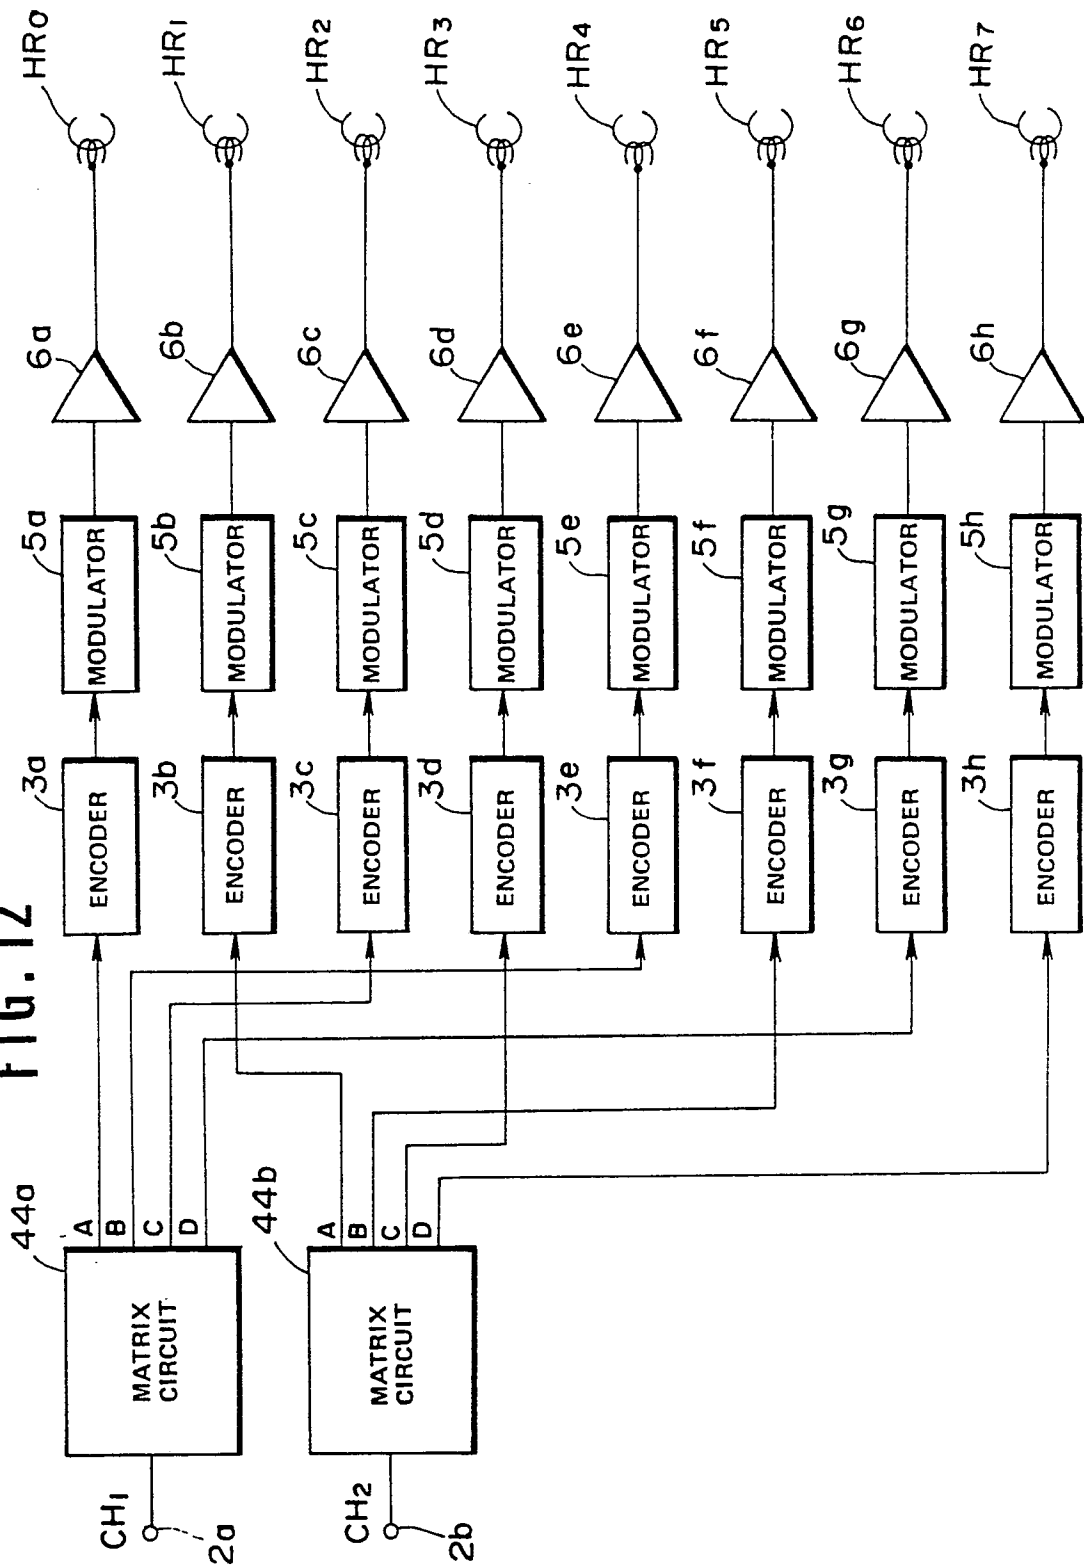 FIG. 12
CH1
2a
MATRIX
CIRCUIT
44a
A
B
C
D
CH2
2b
MATRIX
CIRCUIT
44b
A
B
C
D
3a
ENCODER
5a
MODULATOR
6a
HR0
3b
ENCODER
5b
MODULATOR
6b
HR1
3c
ENCODER
5c
MODULATOR
6c
HR2
3d
ENCODER
5d
MODULATOR
6d
HR3
3e
ENCODER
5e
MODULATOR
6e
HR4
3f
ENCODER
5f
MODULATOR
6f
HR5
3g
ENCODER
5g
MODULATOR
6g
HR6
3h
ENCODER
5h
MODULATOR
6h
HR7